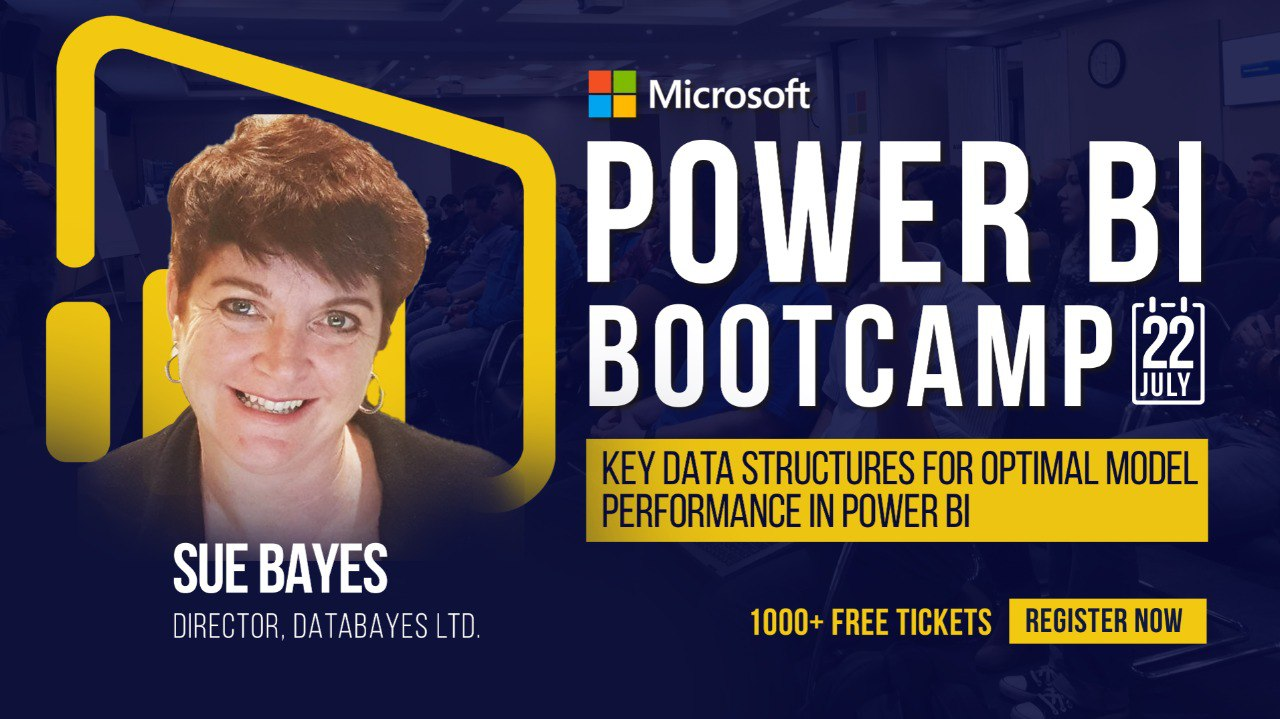 Microsoft
POWER BI
BOOTCAMP
22
JULY
KEY DATA STRUCTURES FOR OPTIMAL MODEL
PERFORMANCE IN POWER BI
SUE BAYES
DIRECTOR, DATABAYES LTD.
1000+ FREE TICKETS
REGISTER NOW